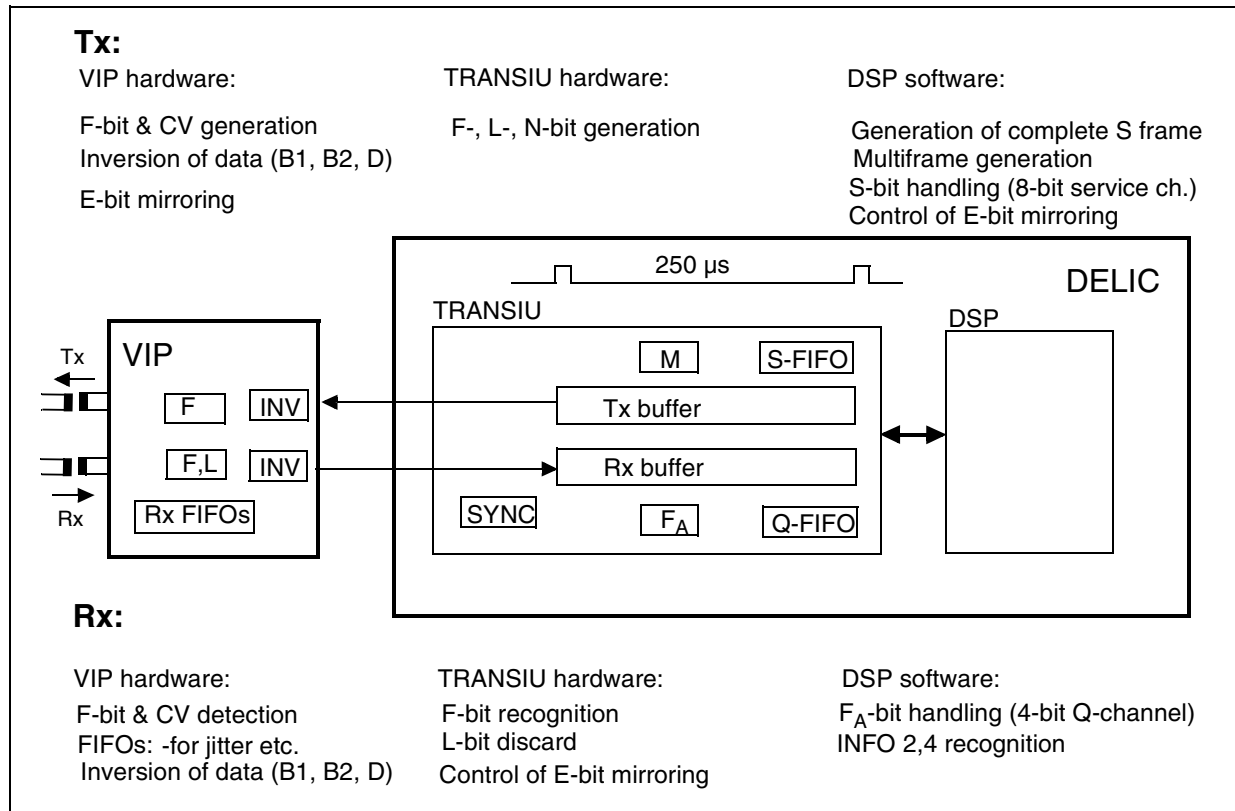 Tx:
VIP hardware:
TRANSIU hardware:
DSP software:
F-bit & CV generation
Inversion of data (B1, B2, D)
E-bit mirroring
F-, L-, N-bit generation
Generation of complete S frame
Multiframe generation
S-bit handling (8-bit service ch.)
Control of E-bit mirroring
250 µs
DELIC
TRANSIU
DSP
VIP
Tx
M
S-FIFO
F
INV
Tx buffer
F,L
INV
Rx buffer
Rx
Rx FIFOs
SYNC
FA
Q-FIFO
Rx:
VIP hardware:
TRANSIU hardware:
DSP software:
F-bit & CV detection
FIFOs: -for jitter etc.
Inversion of data (B1, B2, D)
F-bit recognition
L-bit discard
Control of E-bit mirroring
FA-bit handling (4-bit Q-channel)
INFO 2,4 recognition